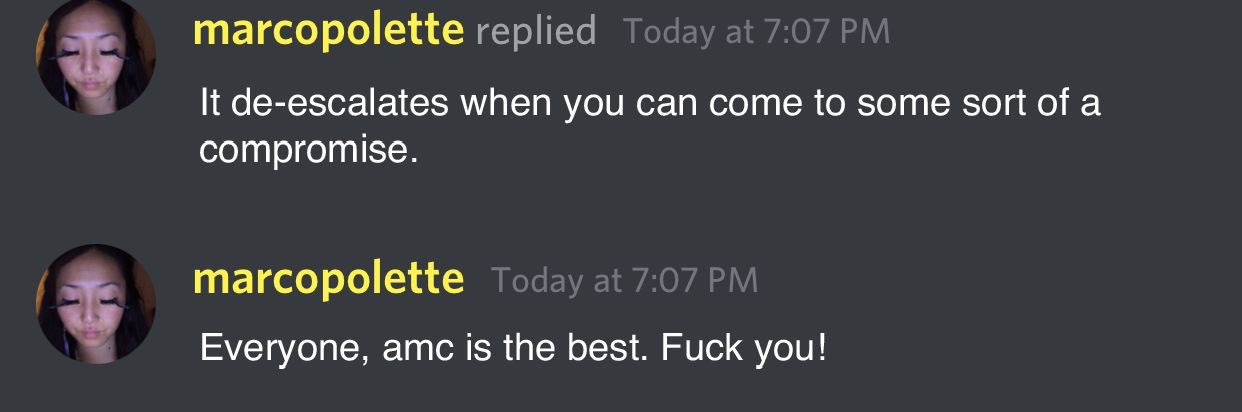 marcopolette replied Today at 7:07 PM
It de-escalates when you can come to some sort of a
compromise.
marcopolette Today at 7:07 PM
Everyone, amc is the best. Fuck you!